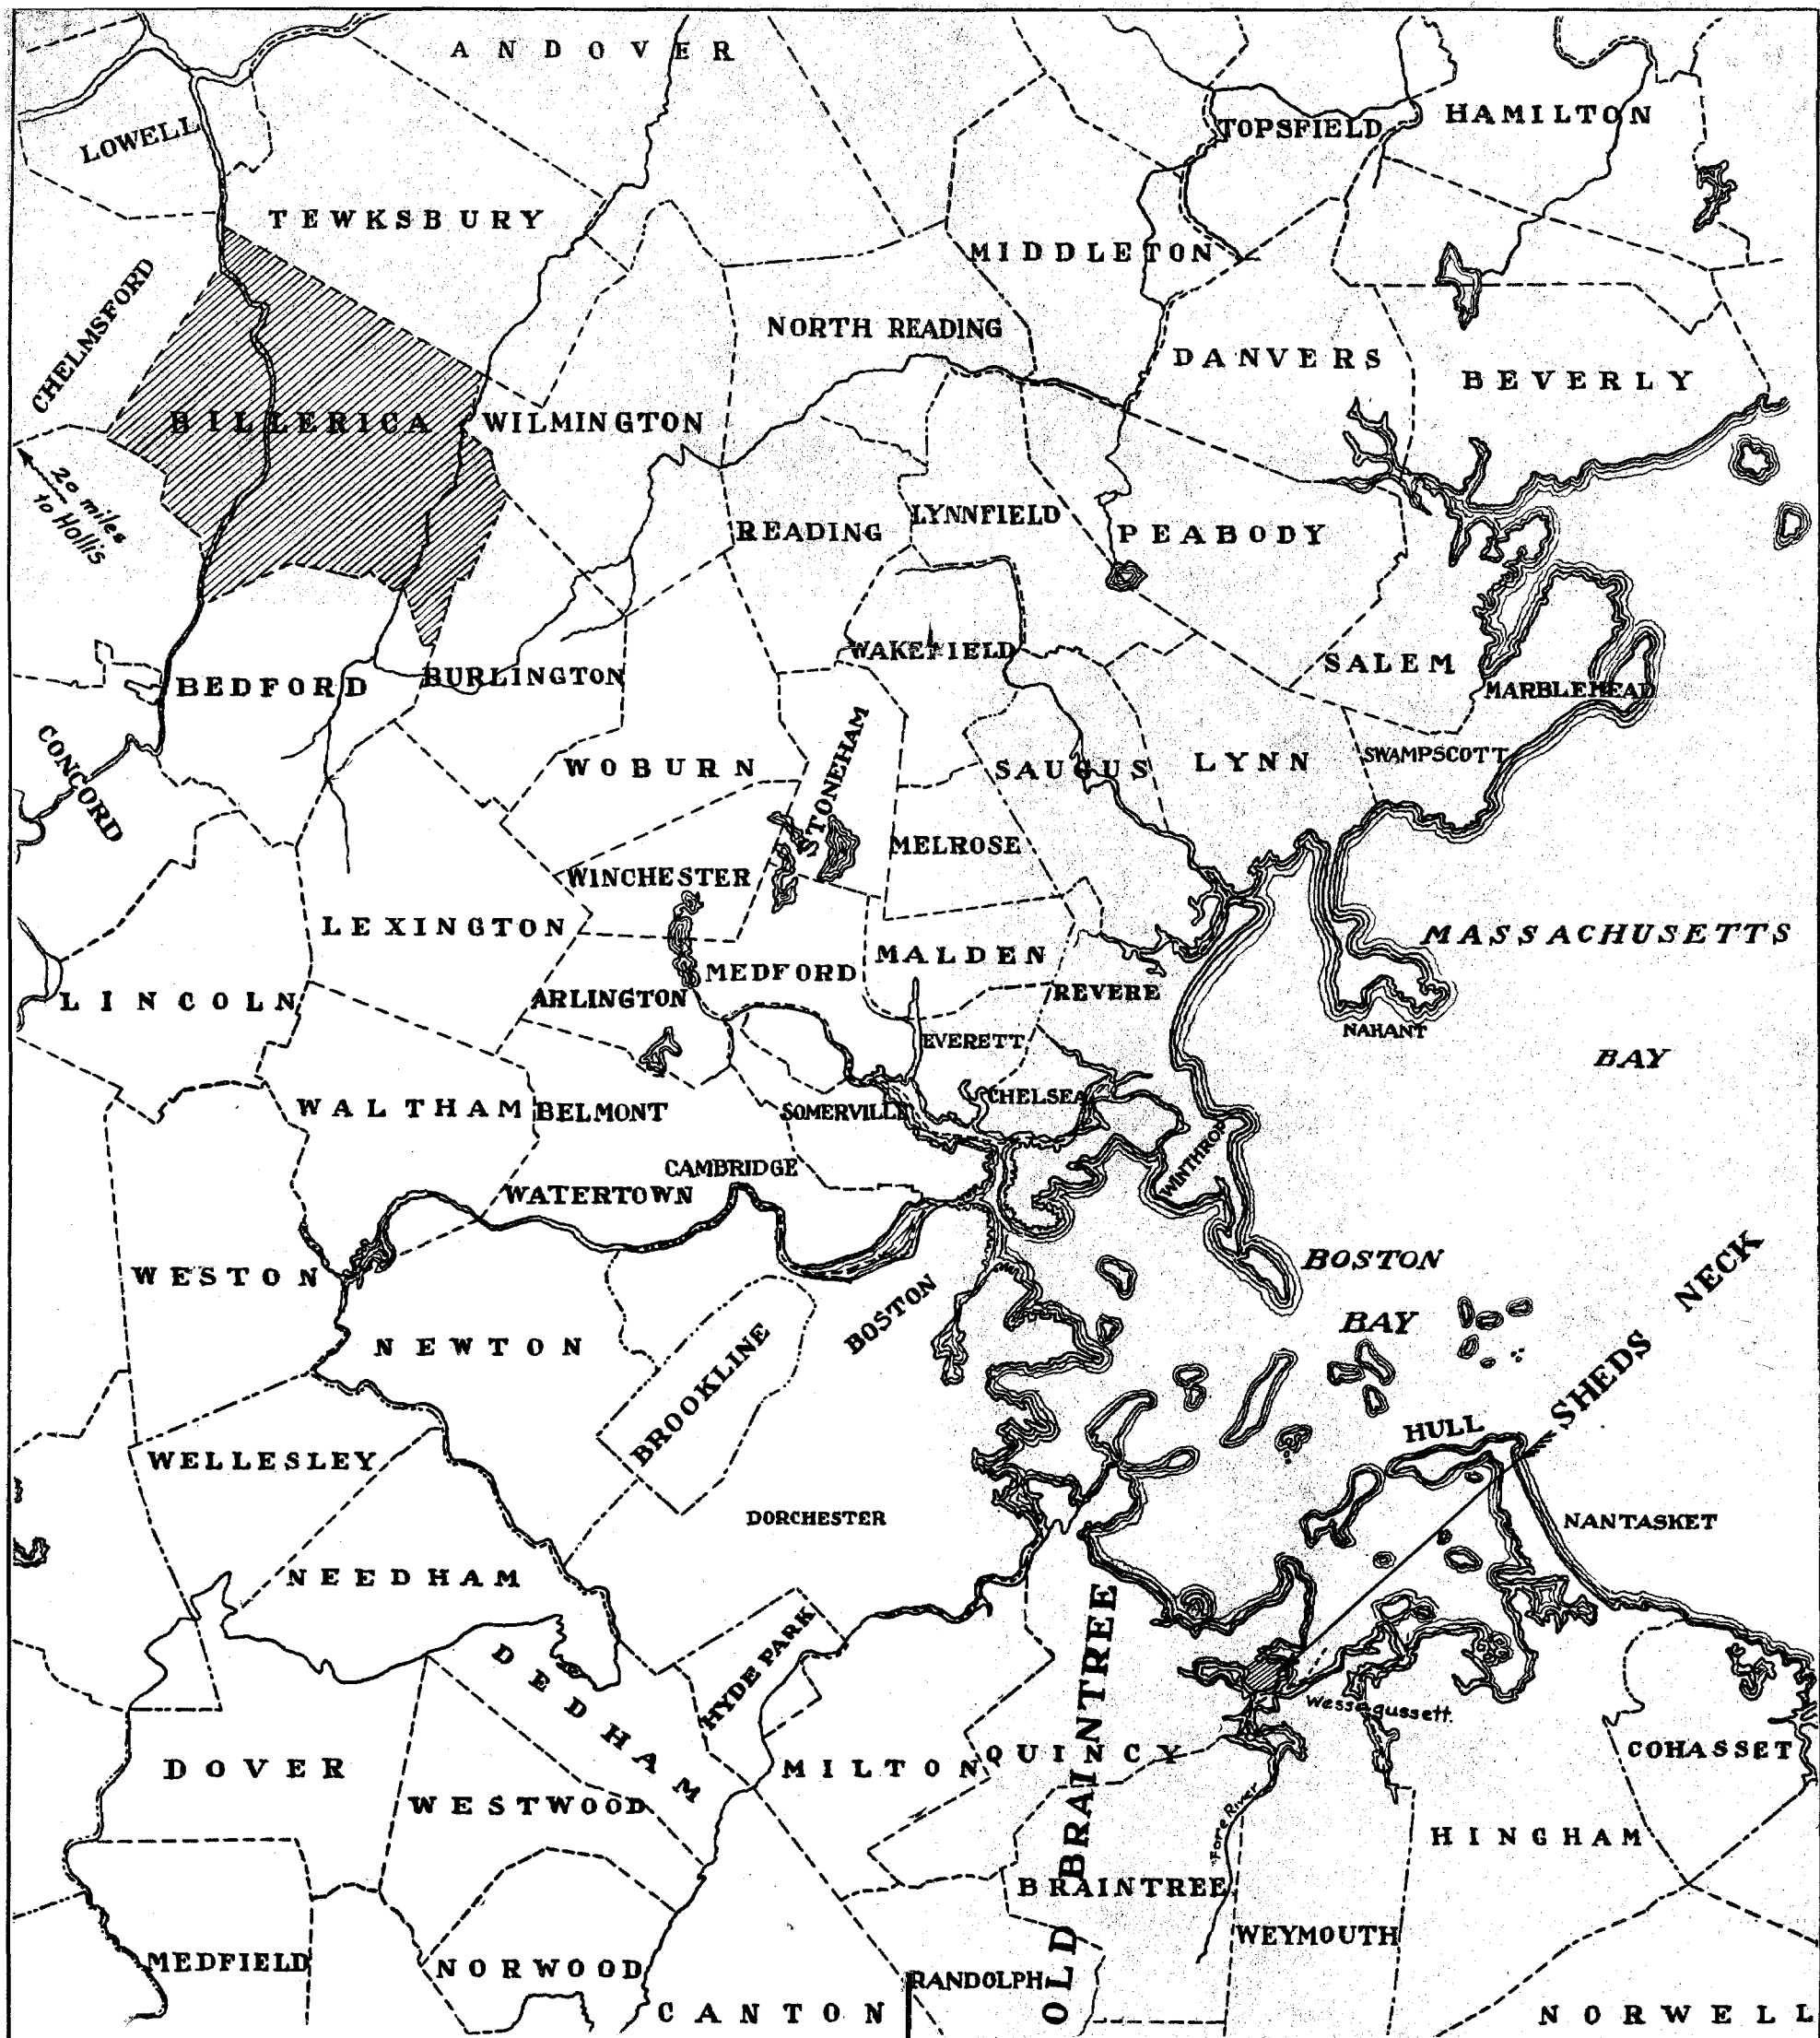 ANDOVER
LOWELL
TOPSFIELD
HAMILTON
TEWKSBURY
MIDDLETON
CHELMSFORD
NORTH READING
DANVERS
BEVERLY
BILLERICA
WILMINGTON
20 miles
to Hollis
READING
LYNNFIELD
PEABODY
WAKEFIELD
SALEM
BEDFORD
BURLINGTON
MARBLEHEAD
CONCORD
WOBURN
STONEHAM
SAUGUS
LYNN
SWAMPSCOTT
MELROSE
WINCHESTER
LEXINGTON
MASSACHUSETTS
BAY
MALDEN
MEDFORD
ARLINGTON
REVERE
LINCOLN
NAHANT
EVERETT
WALTHAM
BELMONT
SOMERVILLE
CHELSEA
WINTHROP
CAMBRIDGE
WATERTOWN
WESTON
BOSTON
BAY
SHEDS NECK
BOSTON
NEWTON
BROOKLINE
HULL
WELLESLEY
DORCHESTER
NANTASKET
NEEDHAM
DEDHAM
HYDE PARK
OLD BRAINTREE
Wessagussett.
DOVER
MILTON
QUINCY
COHASSET
WESTWOOD
Fore River
HINGHAM
BRAINTREE
WEYMOUTH
MEDFIELD
NORWOOD
RANDOLPH
CANTON
NORWELL